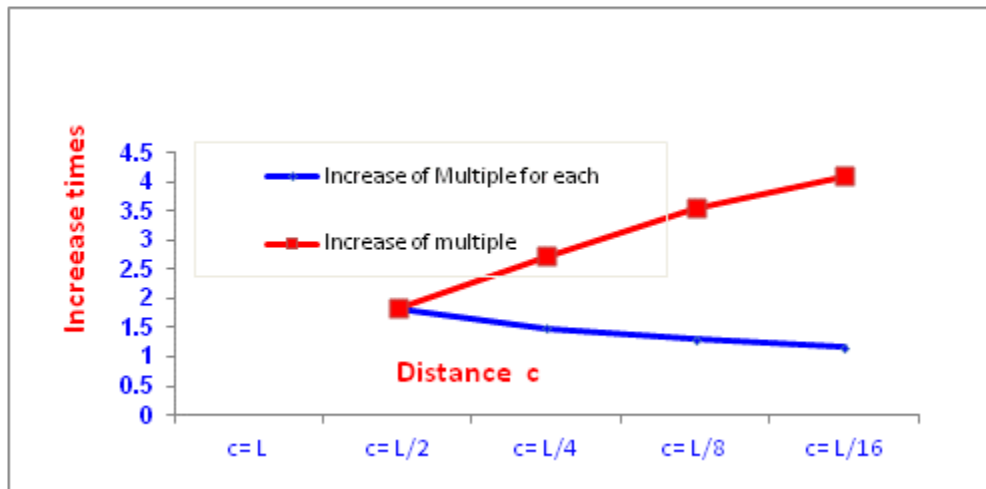 4.5
4
3.5
3
2.5
2
1.5
1
0.5
0
Increease times
Increase of Multiple for each
Increase of multiple
Distance c
c= L
c= L/2
c= L/4
c= L/8
c= L/16